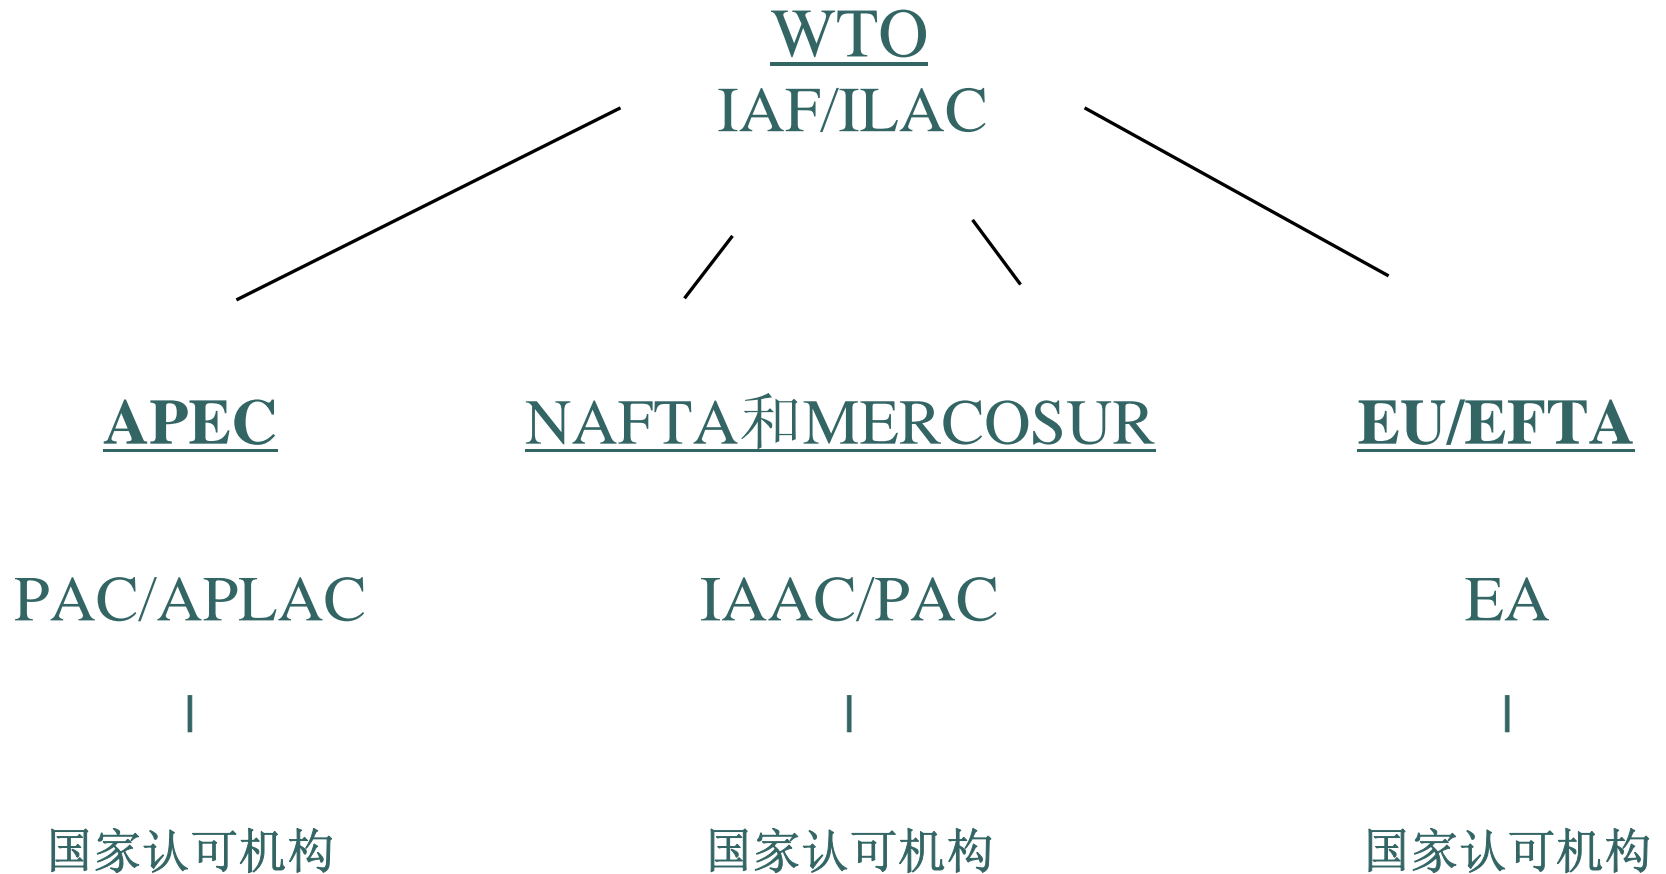 WTO
IAF/ILAC
APEC
NAFTA和MERCOSUR
EU/EFTA
PAC/APLAC
IAAC/PAC
EA
国家认可机构
国家认可机构
国家认可机构